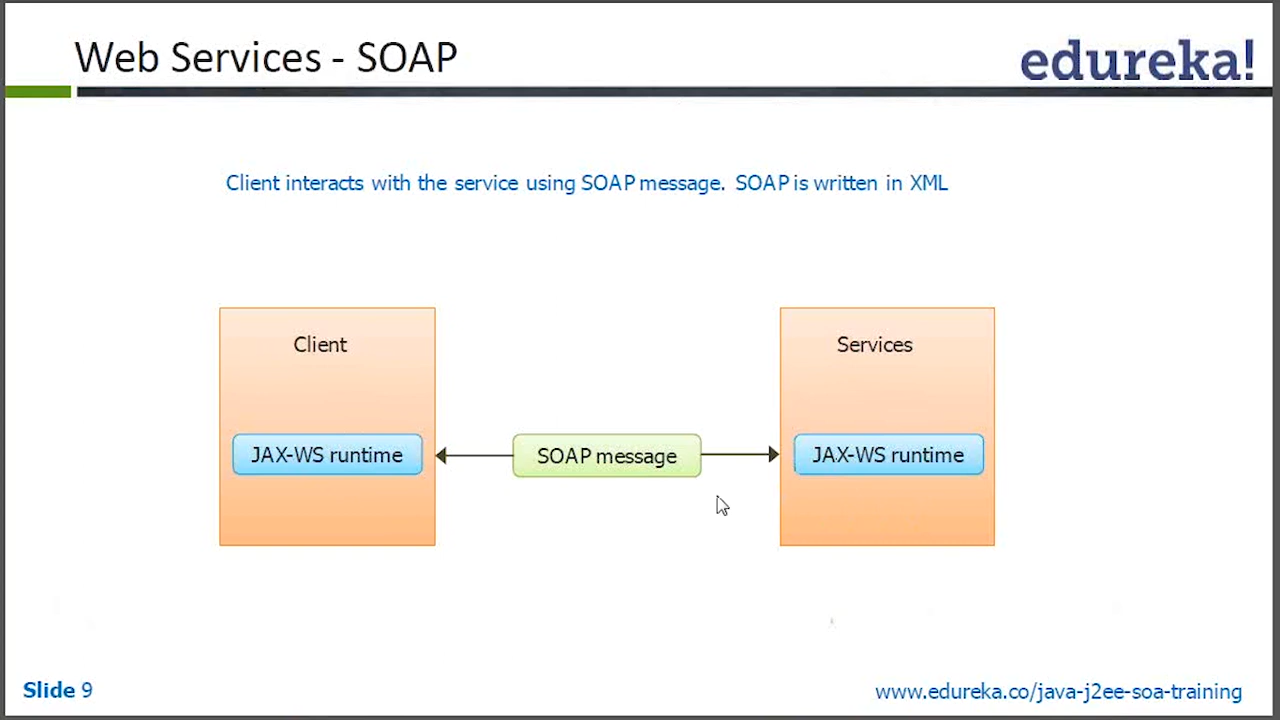 Web Services - SOAP
edureka!
Client interacts with the service using SOAP message. SOAP is written in XML
Client
Services
JAX-WS runtime
SOAP message
JAX-WS runtime
Slide 9
www.edureka.co/java-j2ee-soa-training